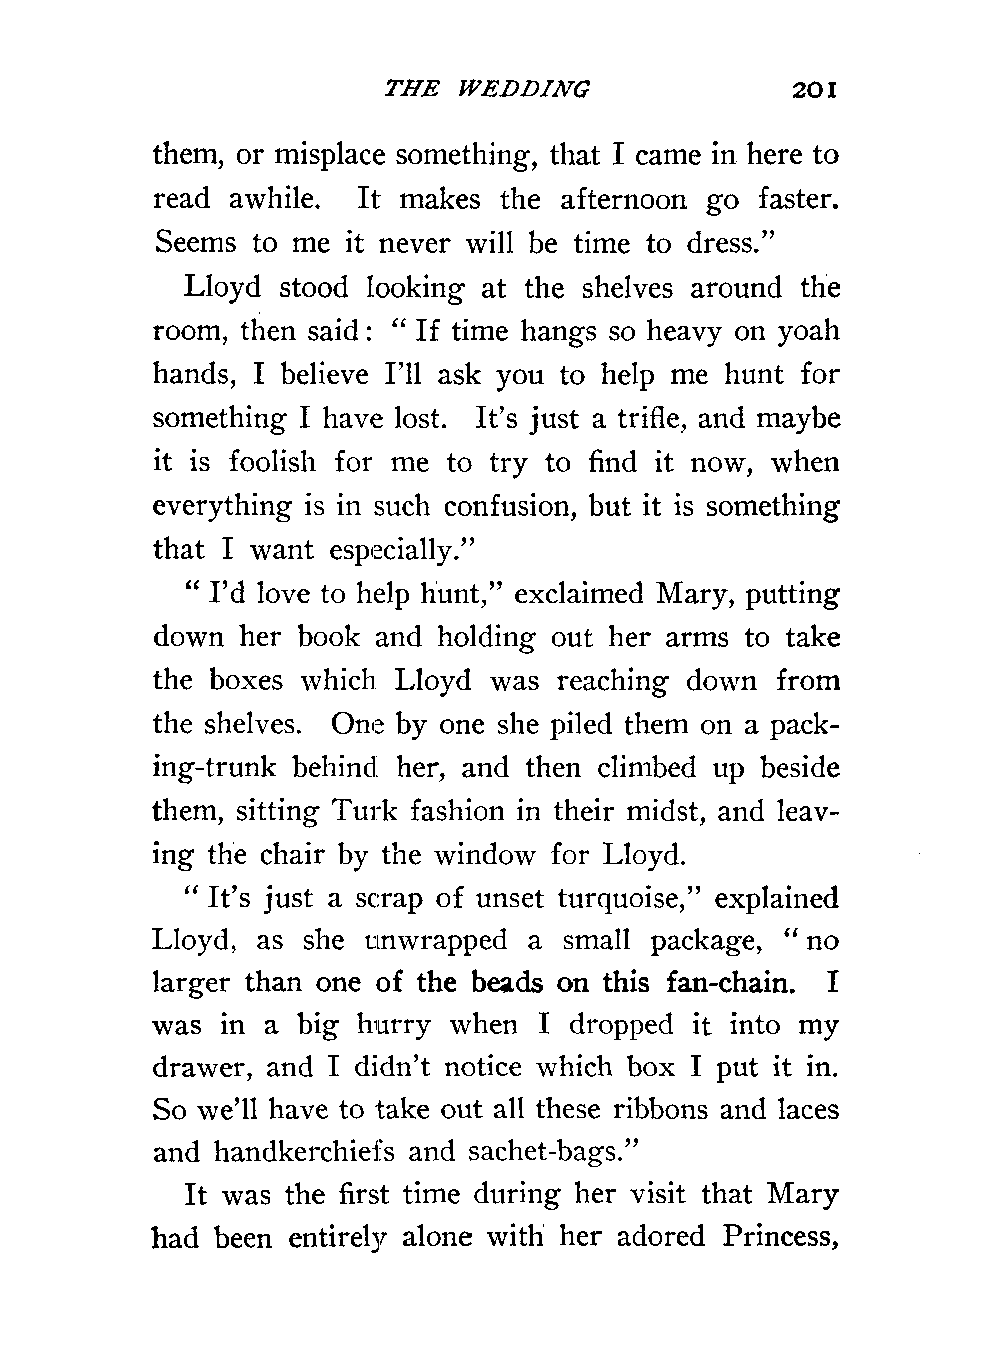 THE WEDDING 201
them, or misplace something, that I came in here to
read awhile. It makes the afternoon go faster.
Seems to me it never will be time to dress.”
Lloyd stood looking at the shelves around the
room, then said: “ If time hangs so heavy on yoah
hands, I believe I’ll ask you to help me hunt for
something I have lost. It’s just a trifle, and maybe
it is foolish for me to try to find it now, when
everything is in such confusion, but it is something
that I want especially.”
“ I’d love to help hunt,” exclaimed Mary, putting
down her book and holding out her arms to take
the boxes which Lloyd was reaching down from
the shelves. One by one she piled them on a pack-
ing-trunk behind her, and then climbed up beside
them, sitting Turk fashion in their midst, and leav-
ing the chair by the window for Lloyd.
“ It’s just a scrap of unset turquoise,” explained
Lloyd, as she unwrapped a small package, “ no
larger than one of the beads on this fan-chain. I
was in a big hurry when I dropped it into my
drawer, and I didn’t notice which box I put it in.
So we’ll have to take out all these ribbons and laces
and handkerchiefs and sachet-bags.”
It was the first time during her visit that Mary
had been entirely alone with her adored Princess,